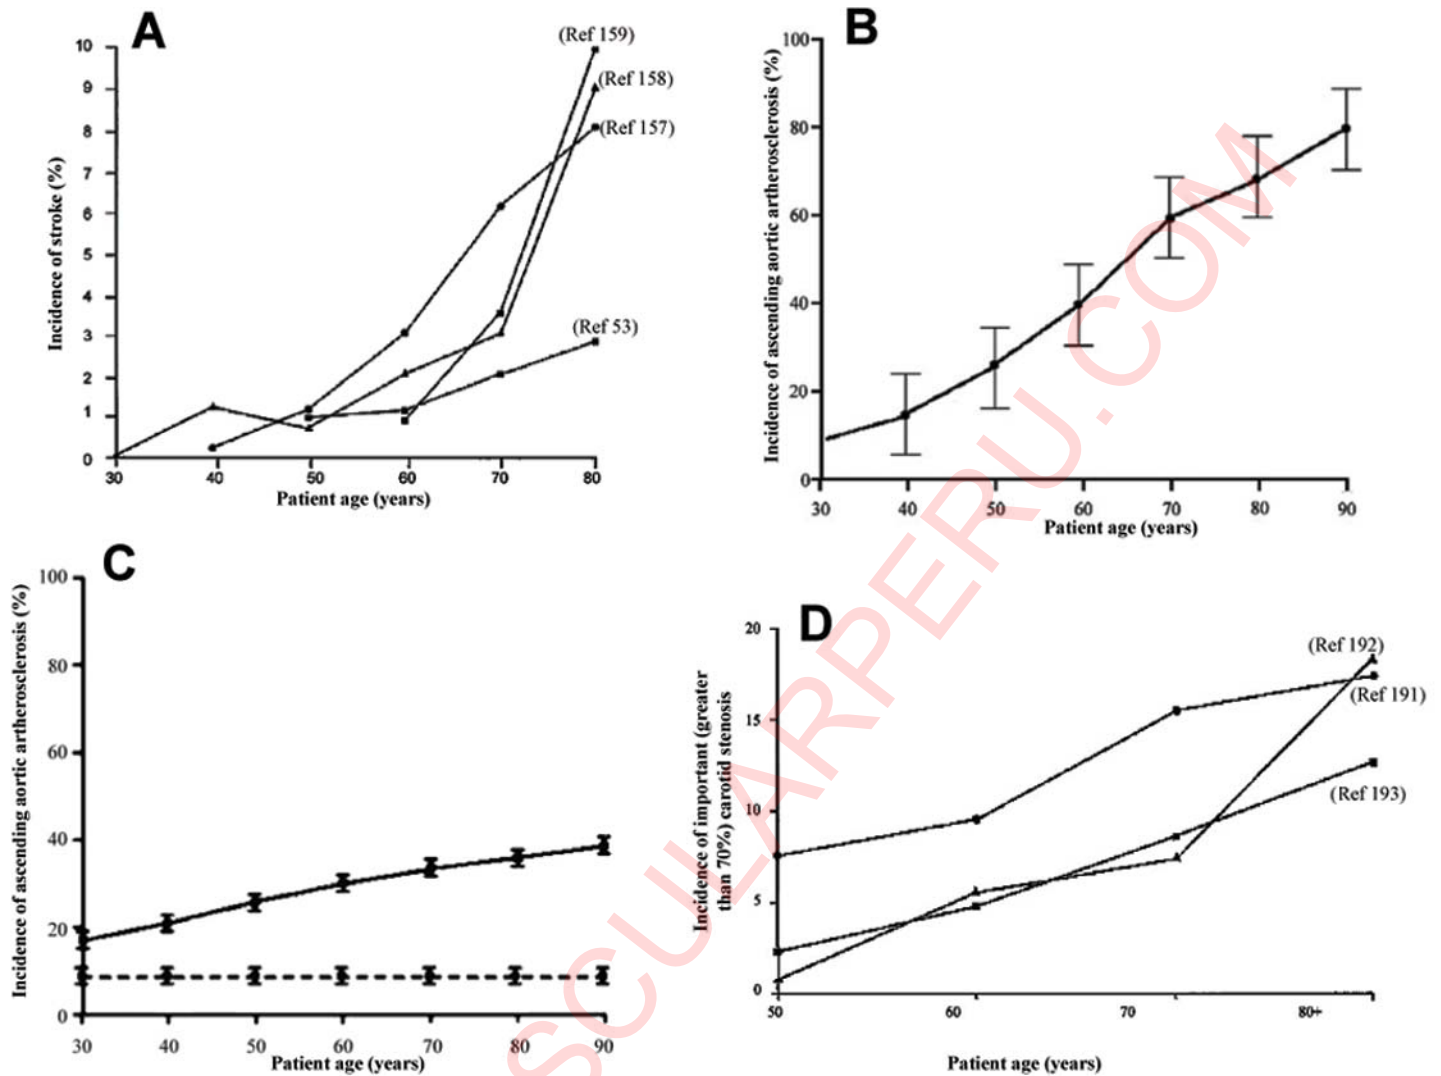 A
10
9
8
7
6
5
4
3
2
1
0
Incidence of stroke (%)
(Ref 159)
(Ref 158)
(Ref 157)
(Ref 53)
30 40 50 60 70 80
Patient age (years)
B
100
80
60
40
20
0
Incidence of ascending aortic artherosclerosis (%)
30 40 50 60 70 80 90
Patient age (years)
C
100
80
60
40
20
0
Incidence of ascending aortic artherosclerosis (%)
30 40 50 60 70 80 90
Patient age (years)
D
20
15
10
5
0
Incidence of important (greater
than 70%) carotid stenosis
(Ref 192)
(Ref 191)
(Ref 193)
50 60 70 80+
Patient age (years)
SCULARPERU.COM